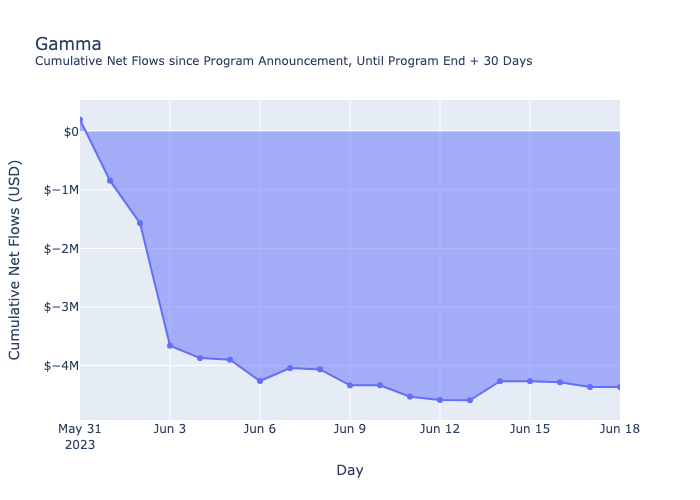 Gamma
Cumulative Net Flows since Program Announcement, Until Program End + 30 Days
Cumulative Net Flows (USD)
$0
$−1M
$−2M
$−3M
$−4M
May 31
2023
Jun 3
Jun 6
Jun 9
Jun 12
Jun 15
Jun 18
Day